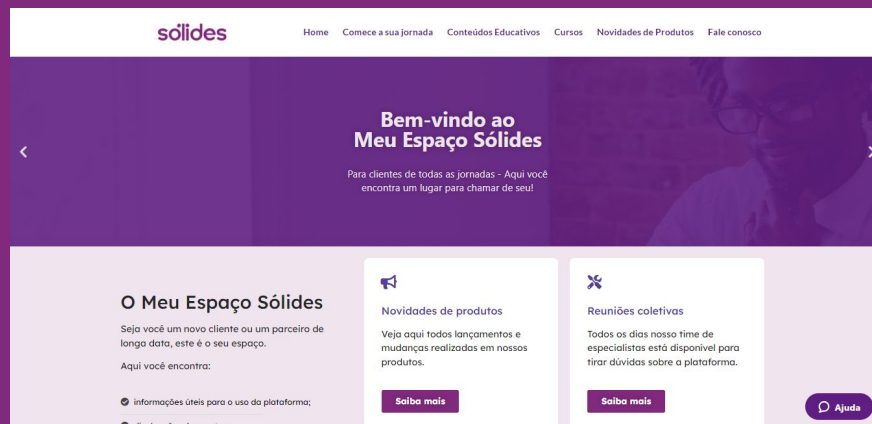 sólides
Home Comece a sua jornada Conteúdos Educativos Cursos Novidades de Produtos Fale conosco
Bem-vindo ao
Meu Espaço Sólides
Para clientes de todas as jornadas - Aqui você
encontra um lugar para chamar de seu!
O Meu Espaço Sólides
Seja você um novo cliente ou um parceiro de
longa data, este é o seu espaço.
Aqui você encontra:
informações úteis para o uso da plataforma;
Novidades de produtos
Veja aqui todos lançamentos e
mudanças realizadas em nossos
produtos.
Saiba mais
Reuniões coletivas
Todos os dias nosso time de
especialistas está disponível para
tirar dúvidas sobre a plataforma.
Saiba mais
Ajuda